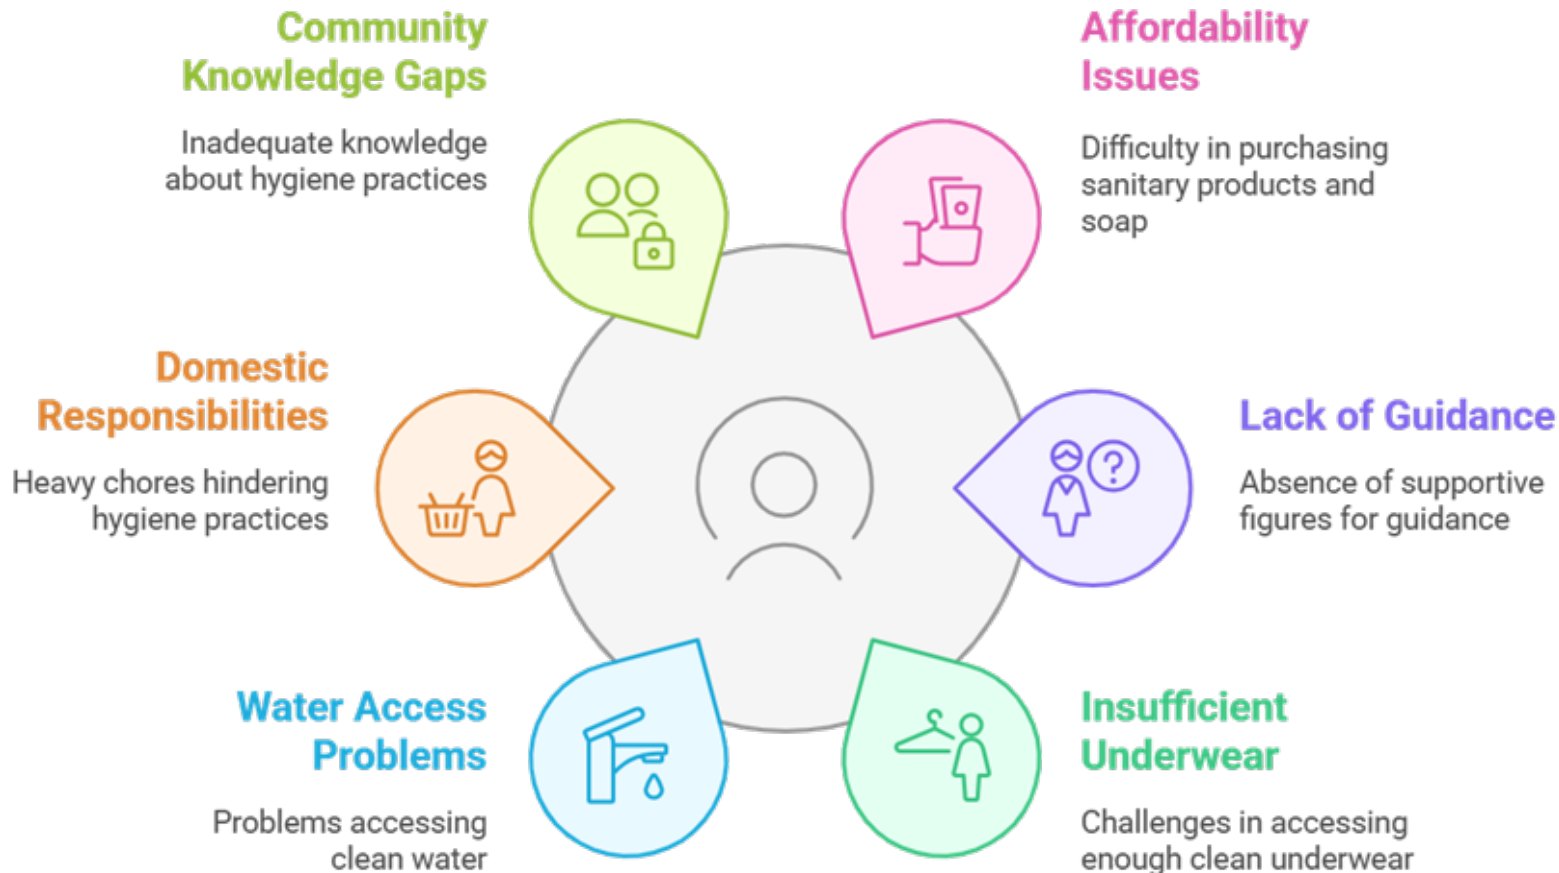 Community
Knowledge Gaps
Inadequate knowledge
about hygiene practices
Affordability
Issues
Difficulty in purchasing
sanitary products and
soap
Domestic
Responsibilities
Heavy chores hindering
hygiene practices
Lack of Guidance
Absence of supportive
figures for guidance
Water Access
Problems
Problems accessing
clean water
Insufficient
Underwear
Challenges in accessing
enough clean underwear